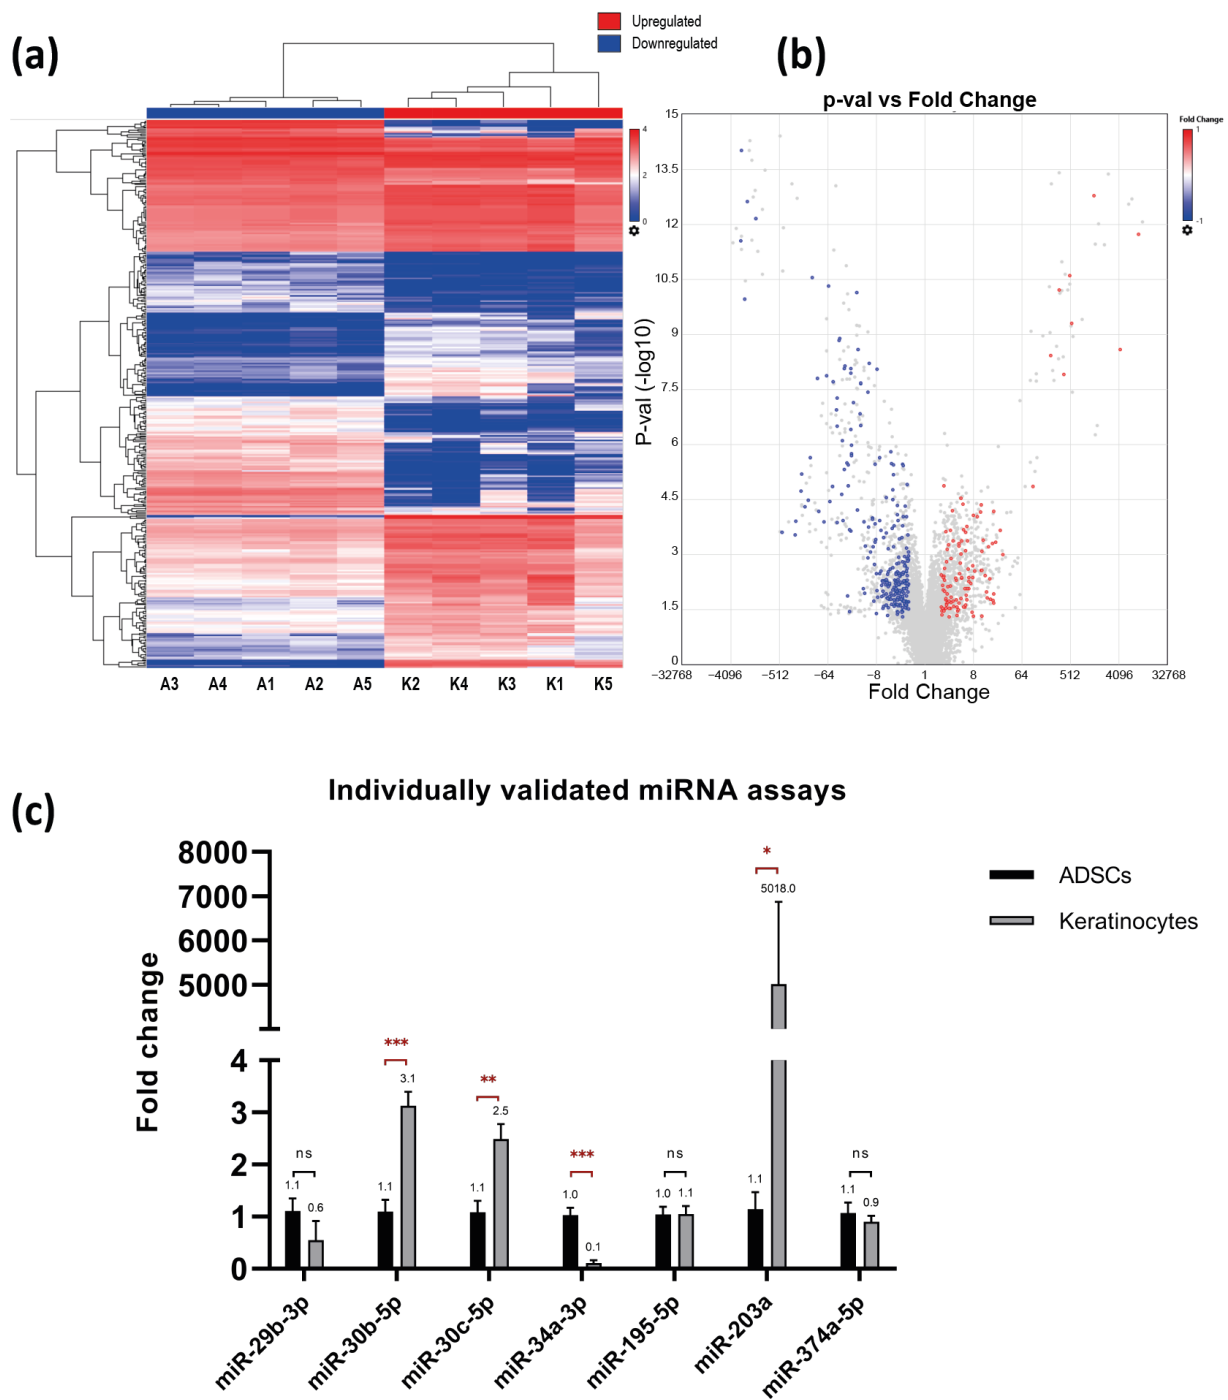 (a)
Upregulated
Downregulated
4
2
0
A3 A4 A1 A2 A5 K2 K4 K3 K1 K5
(b)
p-val vs Fold Change
P-val (-log10)
15
13.5
12
10.5
9
7.5
6
4.5
3
1.5
0
−32768 −4096 −512 −64 −8 1 8 64 512 4096 32768
Fold Change
Fold Change
1
-1
(c)
Individually validated miRNA assays
Fold change
8000
7000
6000
5000
4
3
2
1
0
ns
1.1 0.6
***
1.1 3.1
**
1.1 2.5
***
1.0 0.1
ns
1.0 1.1
*
1.1 5018.0
ns
1.1 0.9
miR-29b-3p
miR-30b-5p
miR-30c-5p
miR-34a-3p
miR-195-5p
miR-203a
miR-374a-5p
ADSCs
Keratinocytes